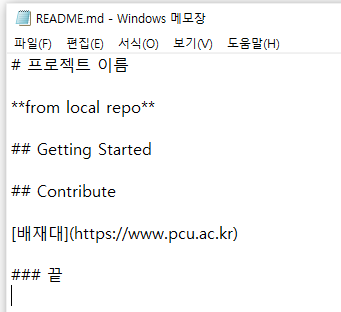 README.md - Windows 메모장
파일(F) 편집(E) 서식(O) 보기(V) 도움말(H)
# 프로젝트 이름
**from local repo**
## Getting Started
## Contribute
[배재대](https://www.pcu.ac.kr)
### 끝